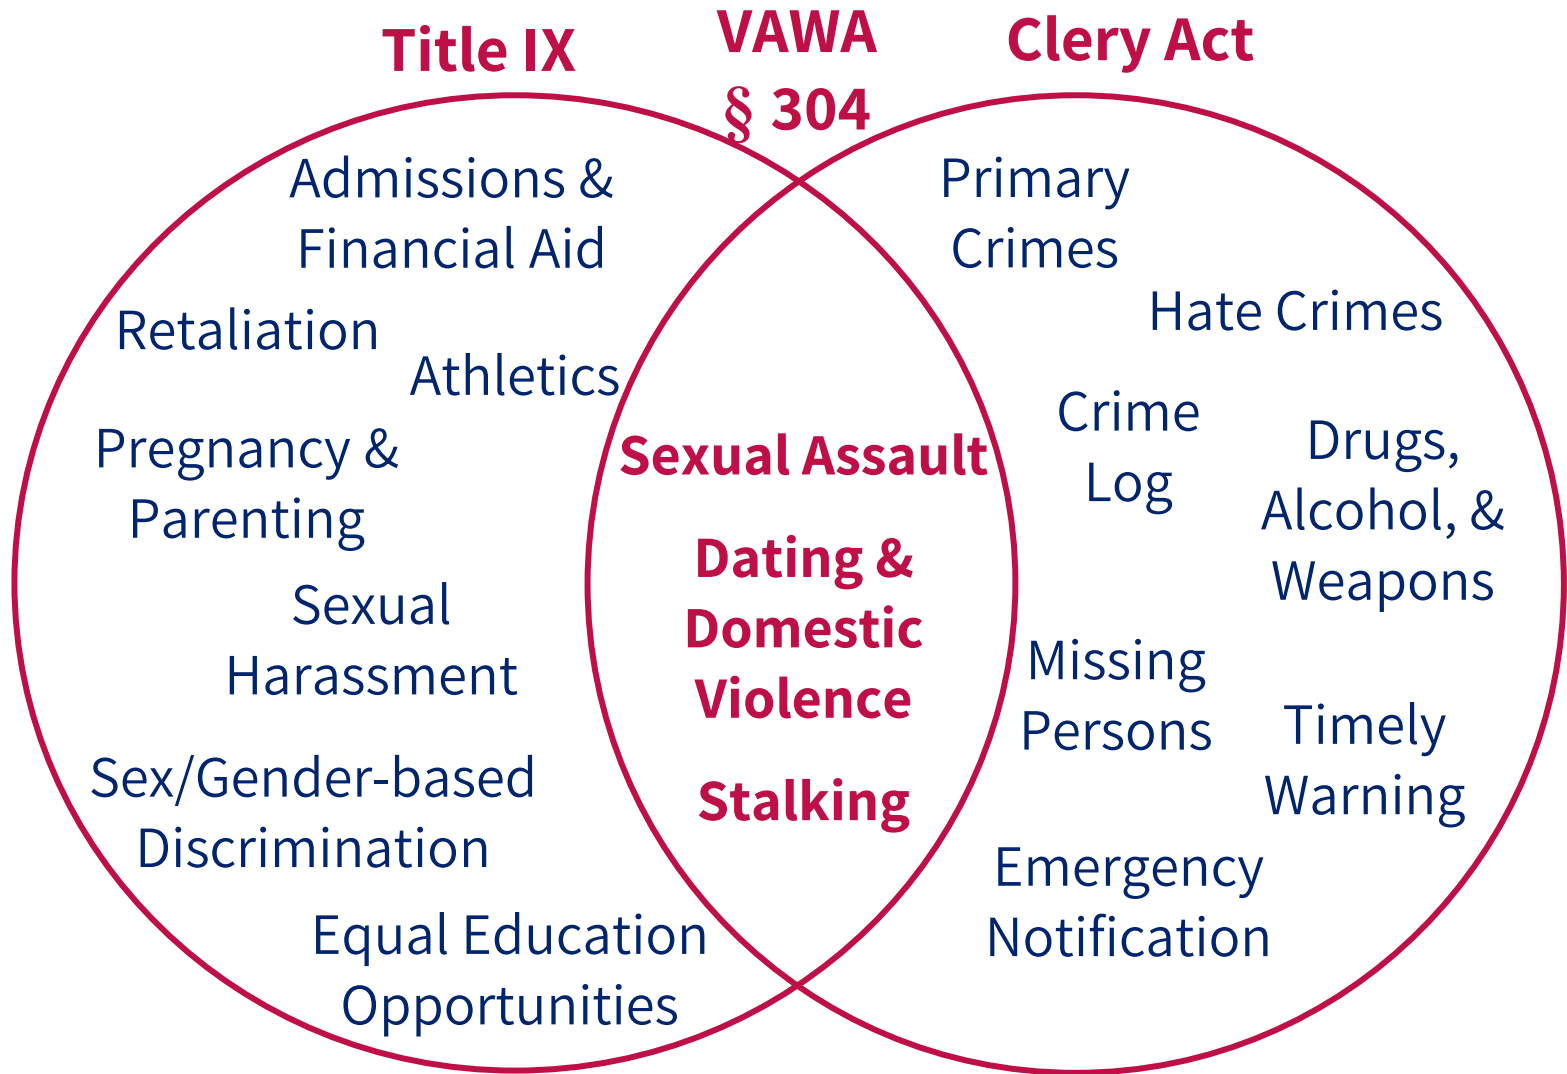 Title IX
VAWA
§ 304
Clery Act
Admissions &
Financial Aid
Retaliation
Athletics
Pregnancy &
Parenting
Sexual
Harassment
Sex/Gender-based
Discrimination
Equal Education
Opportunities
Sexual Assault
Dating &
Domestic
Violence
Stalking
Primary
Crimes
Hate Crimes
Crime
Log
Drugs,
Alcohol, &
Weapons
Missing
Persons
Timely
Warning
Emergency
Notification